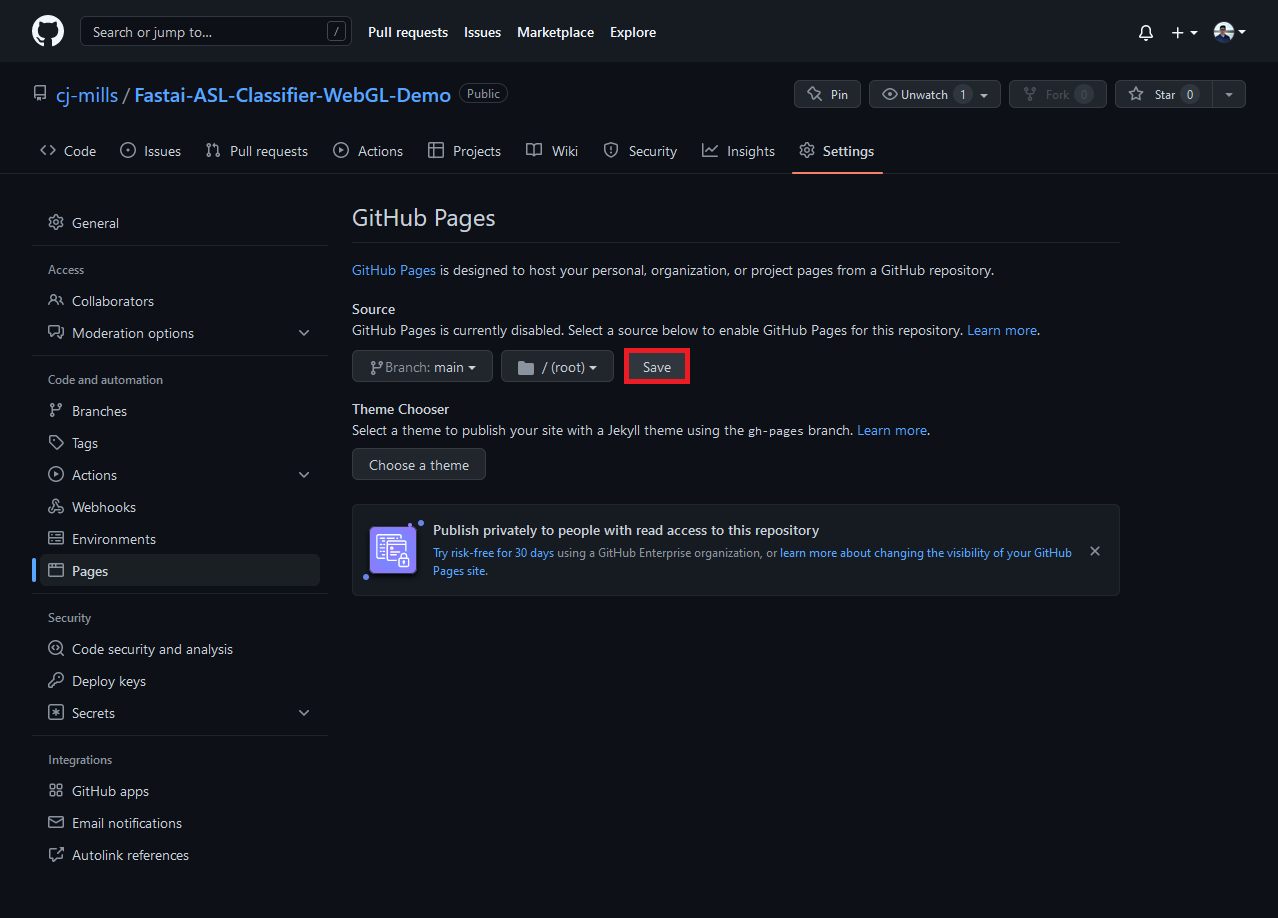 Search or jump to... /
Pull requests Issues Marketplace Explore
cj-mills / Fastai-ASL-Classifier-WebGL-Demo Public
Pin Unwatch 1 Fork 0 Star 0
Code Issues Pull requests Actions Projects Wiki Security Insights Settings
General
Access
Collaborators
Moderation options
Code and automation
Branches
Tags
Actions
Webhooks
Environments
Pages
Security
Code security and analysis
Deploy keys
Secrets
Integrations
GitHub apps
Email notifications
Autolink references
GitHub Pages
GitHub Pages is designed to host your personal, organization, or project pages from a GitHub repository.
Source
GitHub Pages is currently disabled. Select a source below to enable GitHub Pages for this repository. Learn more.
Branch: main / (root) Save
Theme Chooser
Select a theme to publish your site with a Jekyll theme using the gh-pages branch. Learn more.
Choose a theme
Publish privately to people with read access to this repository
Try risk-free for 30 days using a GitHub Enterprise organization, or learn more about changing the visibility of your GitHub
Pages site.